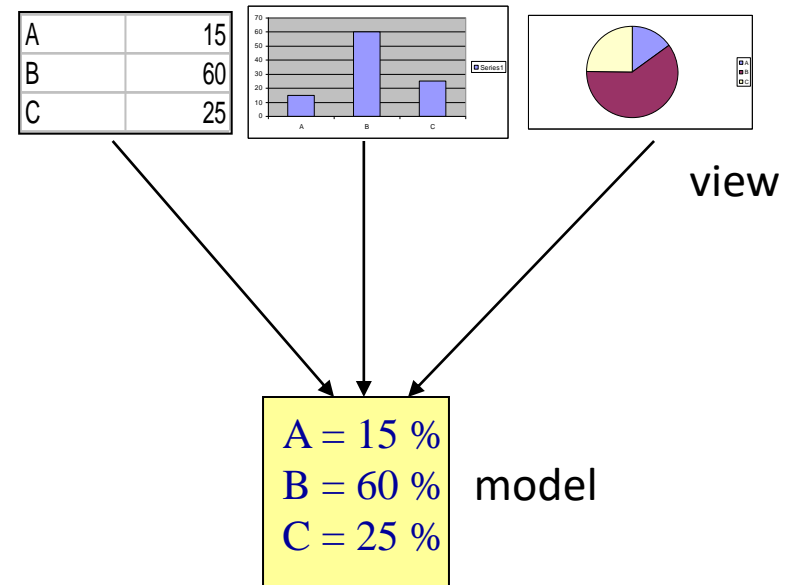 A 15
B 60
C 25
70
60
50
40
30
20
10
0
A B C
Series1
A
B
C
view
A = 15 %
B = 60 %
C = 25 %
model